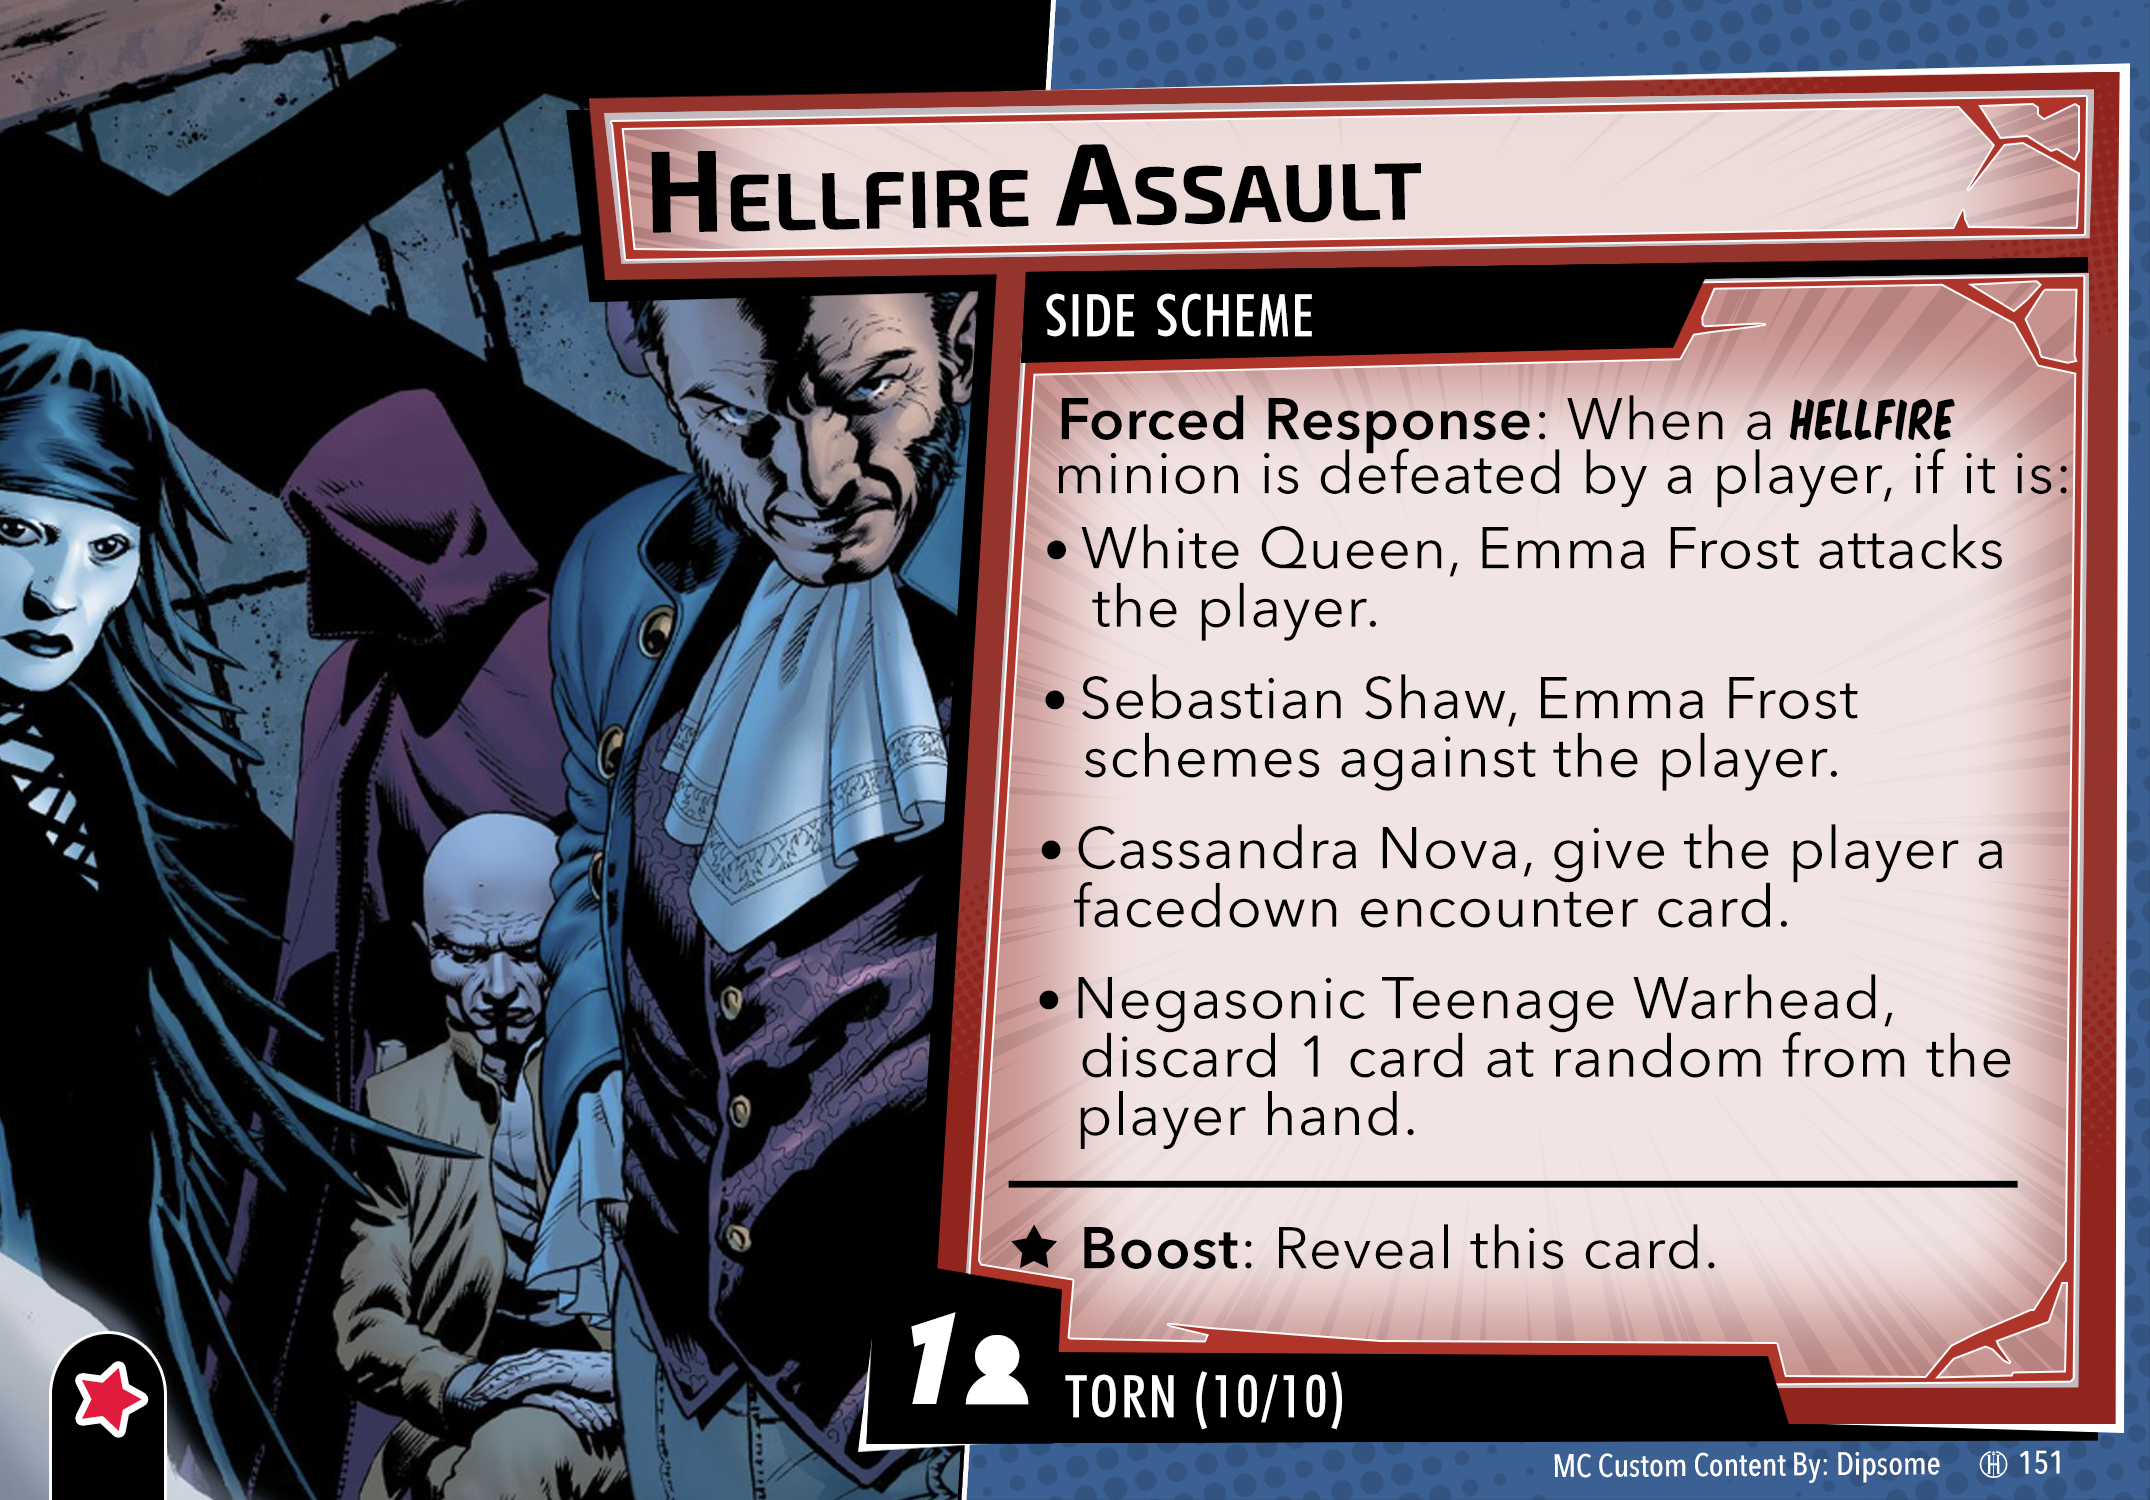 HELLFIRE ASSAULT
SIDE SCHEME
Forced Response: When a HELLFIRE
minion is defeated by a player, if it is:
• White Queen, Emma Frost attacks
the player.
• Sebastian Shaw, Emma Frost
schemes against the player.
• Cassandra Nova, give the player a
facedown encounter card.
• Negasonic Teenage Warhead,
discard 1 card at random from the
player hand.
★ Boost: Reveal this card.
1
TORN (10/10)
MC Custom Content By: Dipsome 151